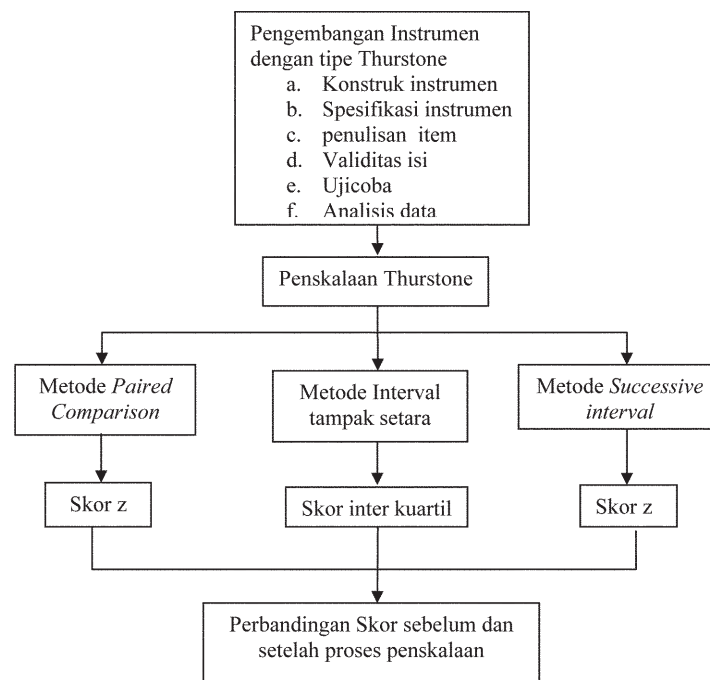 Pengembangan Instrumen
dengan tipe Thurstone
a. Konstruk instrumen
b. Spesifikasi instrumen
c. penulisan item
d. Validitas isi
e. Ujicoba
f. Analisis data
Penskalaan Thurstone
Metode Paired
Comparison
Metode Interval
tampak setara
Metode Successive
interval
Skor z
Skor inter kuartil
Skor z
Perbandingan Skor sebelum dan
setelah proses penskalaan